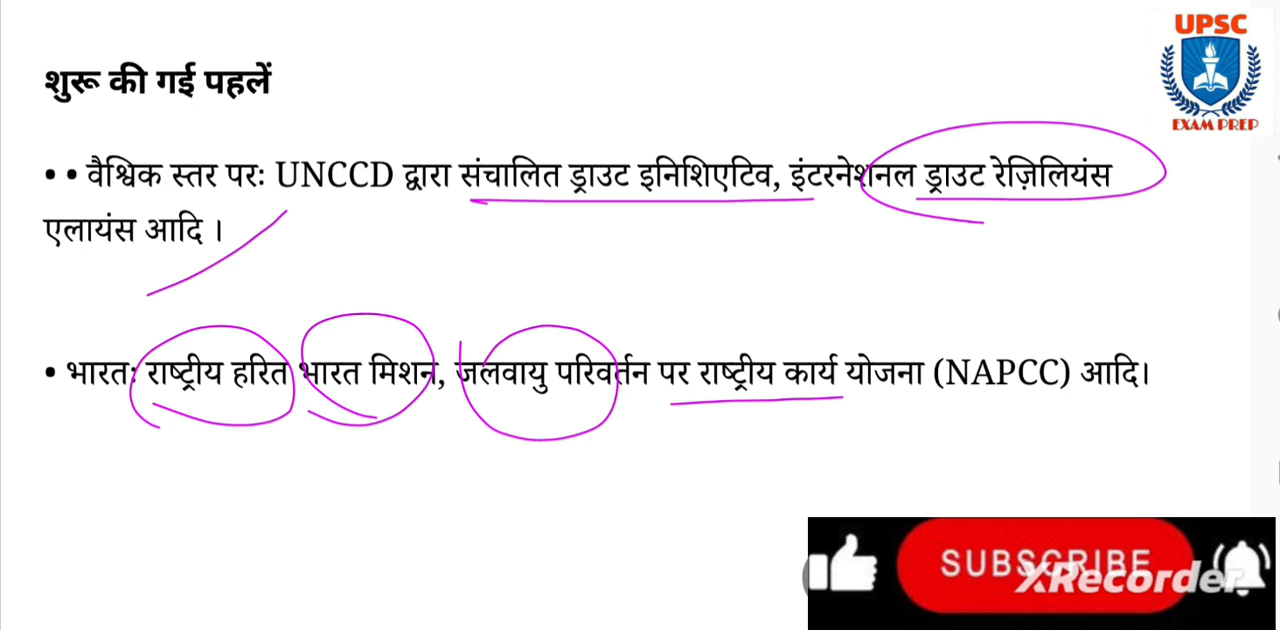 UPSC
EXAM PREP
शुरू की गई पहलें
• • वैश्विक स्तर परः UNCCD द्वारा संचालित ड्राउट इनिशिएटिव, इंटरनेशनल ड्राउट रेज़िलियंस
एलायंस आदि ।
• भारतः राष्ट्रीय हरित भारत मिशन, जलवायु परिवर्तन पर राष्ट्रीय कार्य योजना (NAPCC) आदि।
SUBSCRIBE
XRecorder